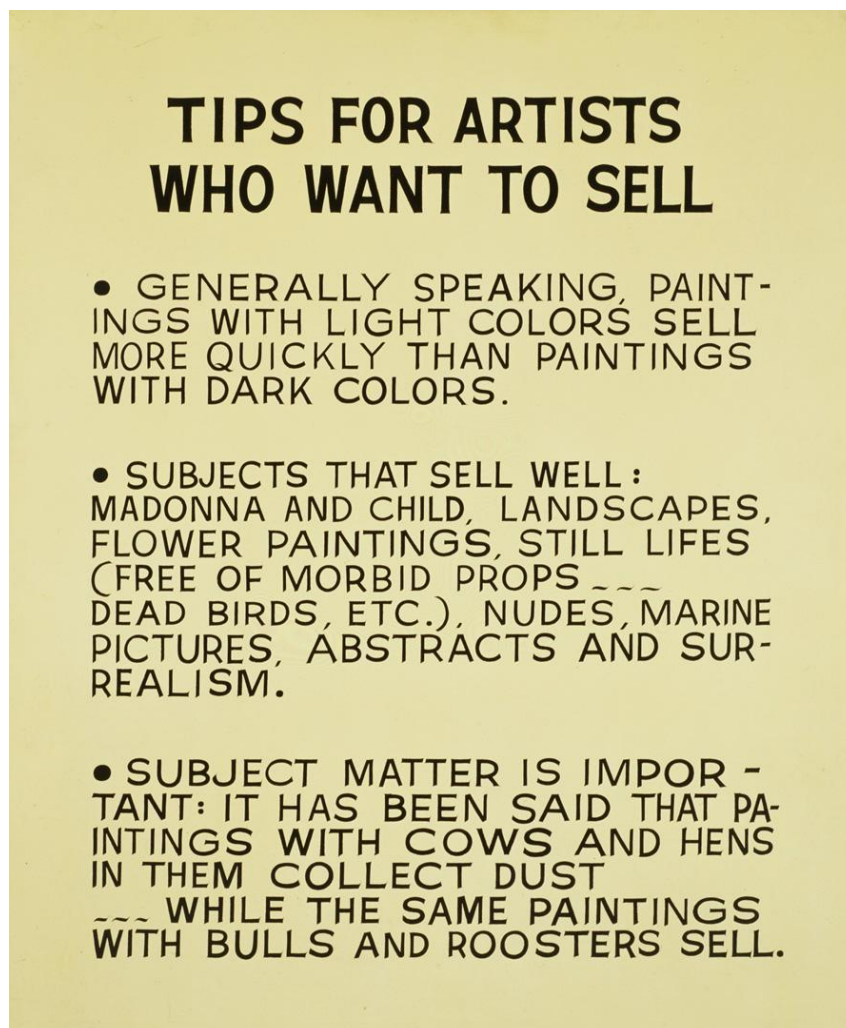 TIPS FOR ARTISTS
WHO WANT TO SELL
• GENERALLY SPEAKING, PAINT-
INGS WITH LIGHT COLORS SELL
MORE QUICKLY THAN PAINTINGS
WITH DARK COLORS.
• SUBJECTS THAT SELL WELL:
MADONNA AND CHILD, LANDSCAPES,
FLOWER PAINTINGS, STILL LIFES
(FREE OF MORBID PROPS ~~~
DEAD BIRDS, ETC.), NUDES, MARINE
PICTURES, ABSTRACTS AND SUR-
REALISM.
• SUBJECT MATTER IS IMPOR-
TANT: IT HAS BEEN SAID THAT PA-
INTINGS WITH COWS AND HENS
IN THEM COLLECT DUST
~~~ WHILE THE SAME PAINTINGS
WITH BULLS AND ROOSTERS SELL.